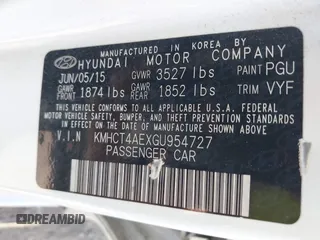 MANUFACTURED IN KOREA
HYUNDAI MOTOR COMPANY
JUN/05/15 GVWR 3527 lbs PAINT PGU
GAWR FRONT 1874 lbs GAWR REAR 1852 lbs TRIM VYF
THIS VEHICLE CONFORMS TO ALL APPLICABLE U.S. FEDERAL MOTOR VEHICLE SAFETY, BUMPER, AND THEFT PREVENTION STANDARDS IN EFFECT ON THE DATE OF MANUFACTURE SHOWN ABOVE.
V.I.N KMHCT4AEXGU954727
PASSENGER CAR
DREAMBID